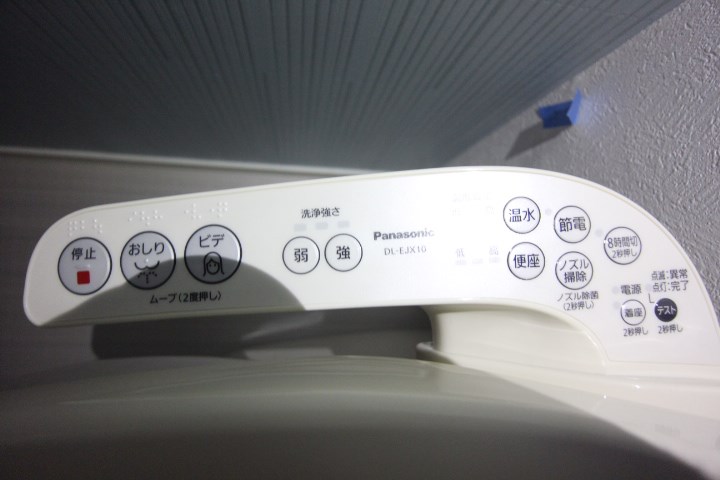 停止
おしり
ビデ
ムーブ(2度押し)
洗浄強さ
弱
強
Panasonic
DL-EJX10
低
高
温水
便座
節電
ノズル
掃除
ノズル除菌
(2秒押し)
8時間切
2秒押し
点滅:異常
点灯:完了
電源
着座
2秒押し
テスト
2秒押し